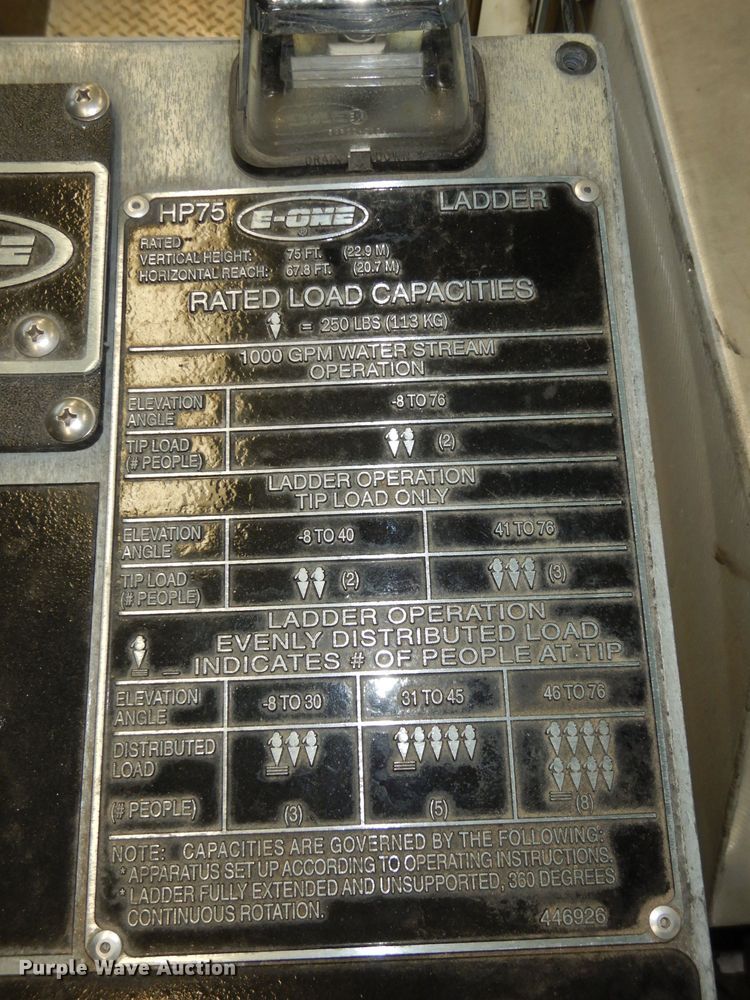 HP75 E-ONE ® LADDER
RATED
VERTICAL HEIGHT: 75 FT. (22.9 M)
HORIZONTAL REACH: 67.8 FT. (20.7 M)
RATED LOAD CAPACITIES
= 250 LBS (113 KG)
1000 GPM WATER STREAM
OPERATION
ELEVATION
ANGLE
-8 TO 76
TIP LOAD
(# PEOPLE)
(2)
LADDER OPERATION
TIP LOAD ONLY
ELEVATION
ANGLE
-8 TO 40
41 TO 76
TIP LOAD
(# PEOPLE)
(2)
(3)
LADDER OPERATION
EVENLY DISTRIBUTED LOAD
INDICATES # OF PEOPLE AT TIP
ELEVATION
ANGLE
-8 TO 30
31 TO 45
46 TO 76
DISTRIBUTED
LOAD
(# PEOPLE)
(3)
(5)
(8)
NOTE: CAPACITIES ARE GOVERNED BY THE FOLLOWING:
* APPARATUS SET UP ACCORDING TO OPERATING INSTRUCTIONS.
* LADDER FULLY EXTENDED AND UNSUPPORTED, 360 DEGREES
CONTINUOUS ROTATION.
446926
Purple Wave Auction